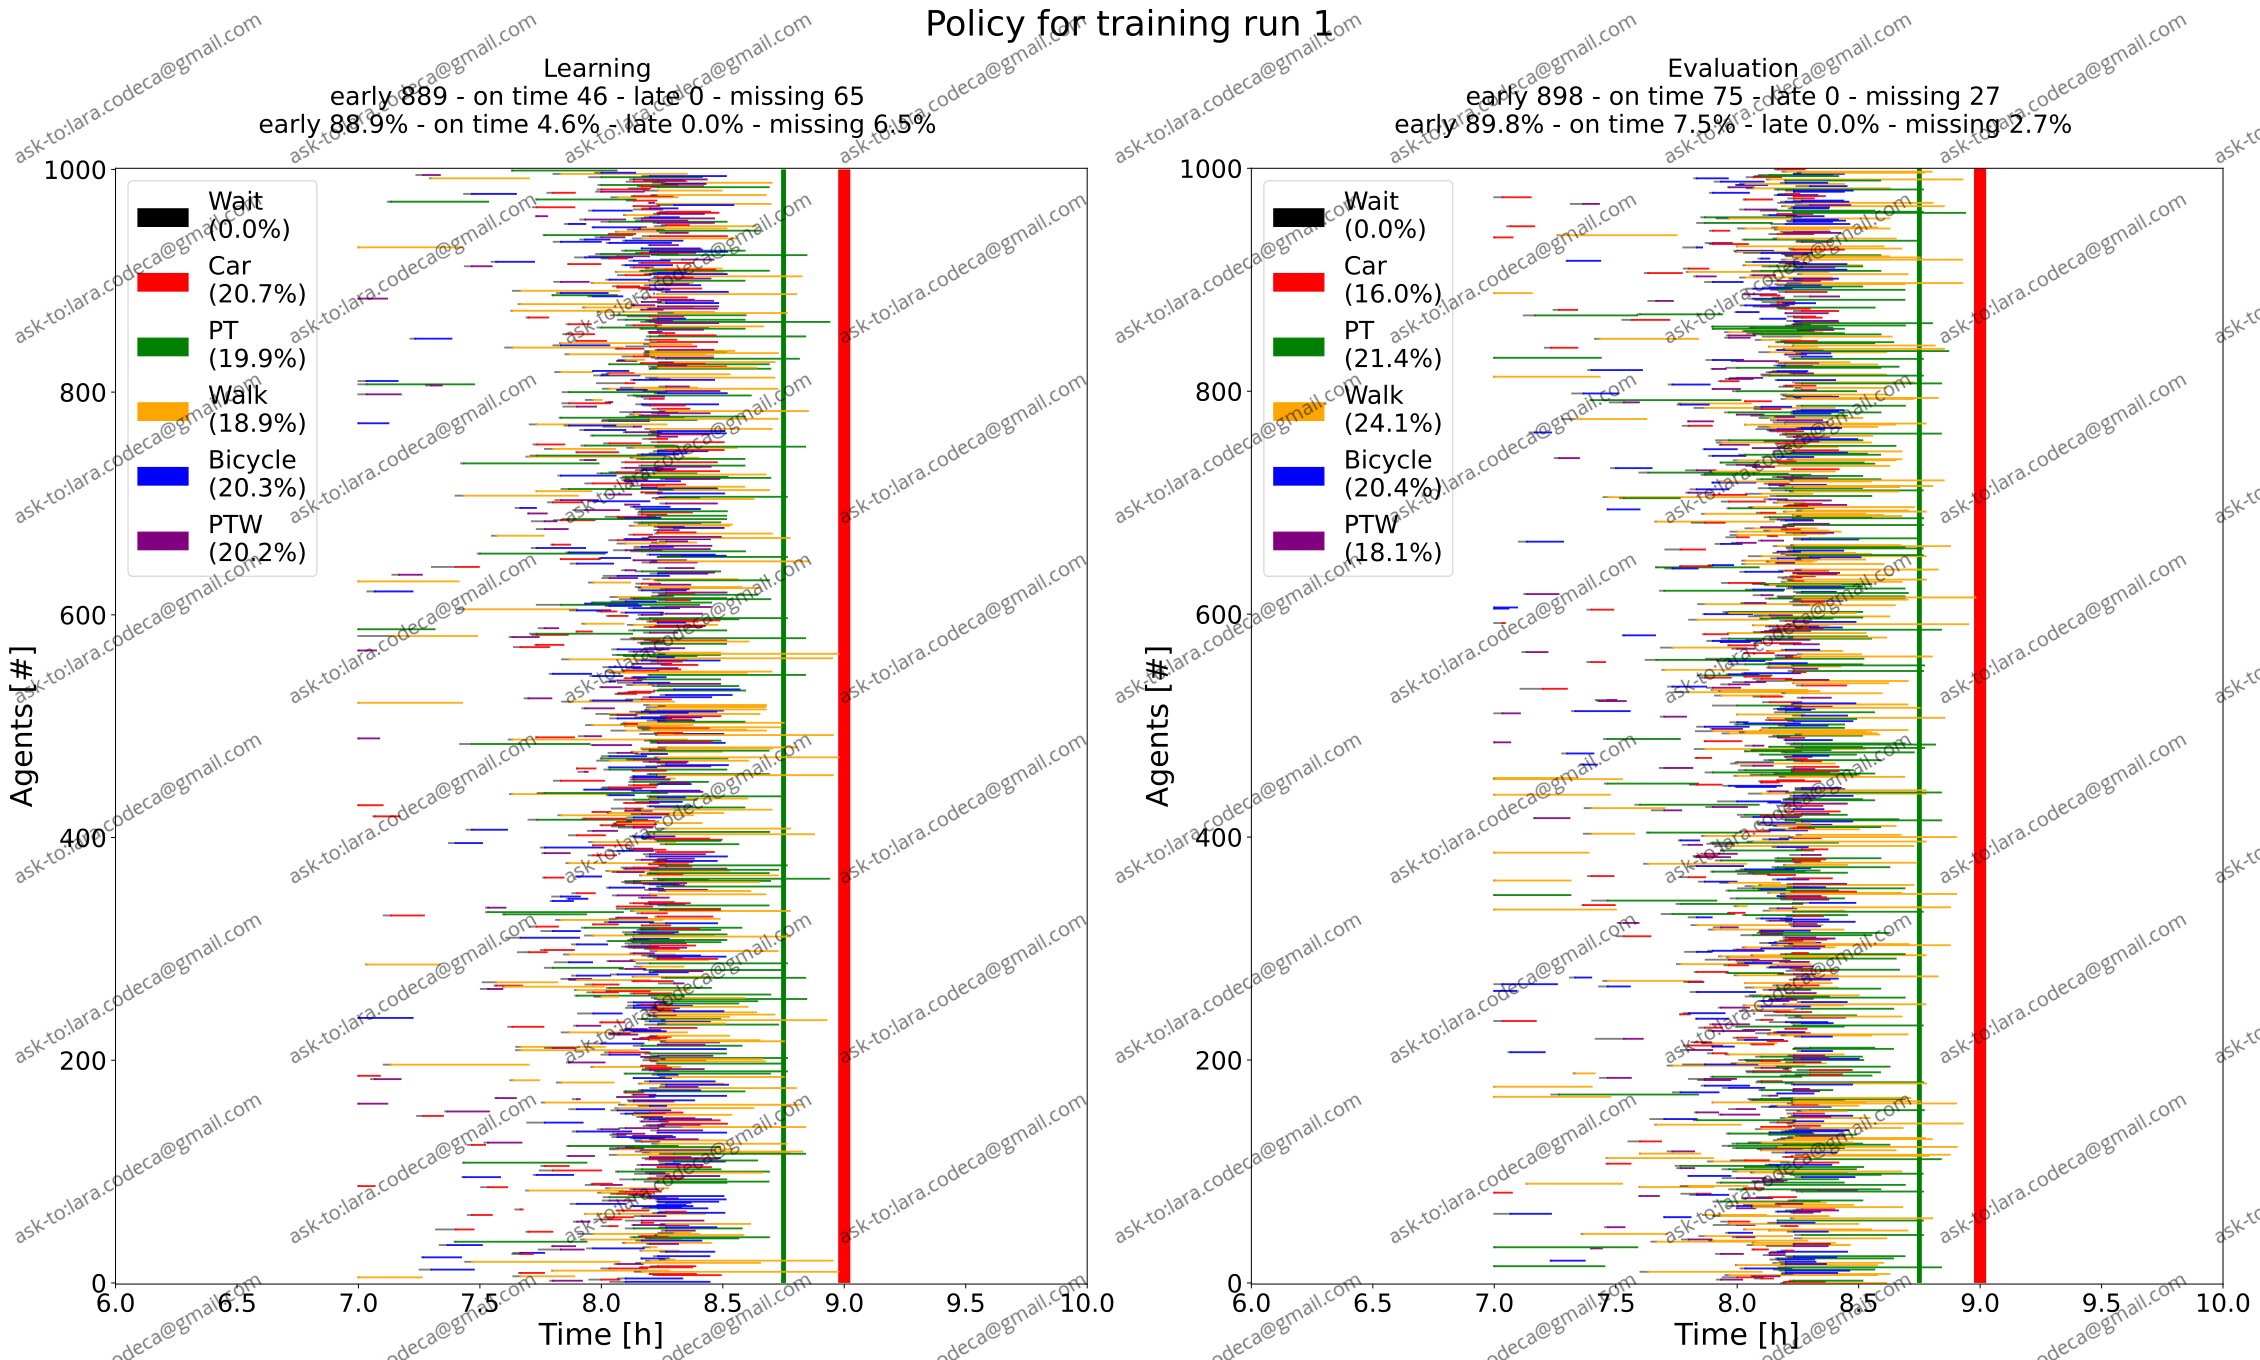 Policy for training run 1
Learning
early 889 - on time 46 - late 0 - missing 65
early 88.9% - on time 4.6% - late 0.0% - missing 6.5%
Wait
(0.0%)
Car
(20.7%)
PT
(19.9%)
Walk
(18.9%)
Bicycle
(20.3%)
PTW
(20.2%)
1000
800
600
400
200
0
Agents [#]
6.0 6.5 7.0 7.5 8.0 8.5 9.0 9.5 10.0
Time [h]
Evaluation
early 898 - on time 75 - late 0 - missing 27
early 89.8% - on time 7.5% - late 0.0% - missing 2.7%
Wait
(0.0%)
Car
(16.0%)
PT
(21.4%)
Walk
(24.1%)
Bicycle
(20.4%)
PTW
(18.1%)
1000
800
600
400
200
0
Agents [#]
6.0 6.5 7.0 7.5 8.0 8.5 9.0 9.5 10.0
Time [h]
ask-to:lara.codeca@gmail.com